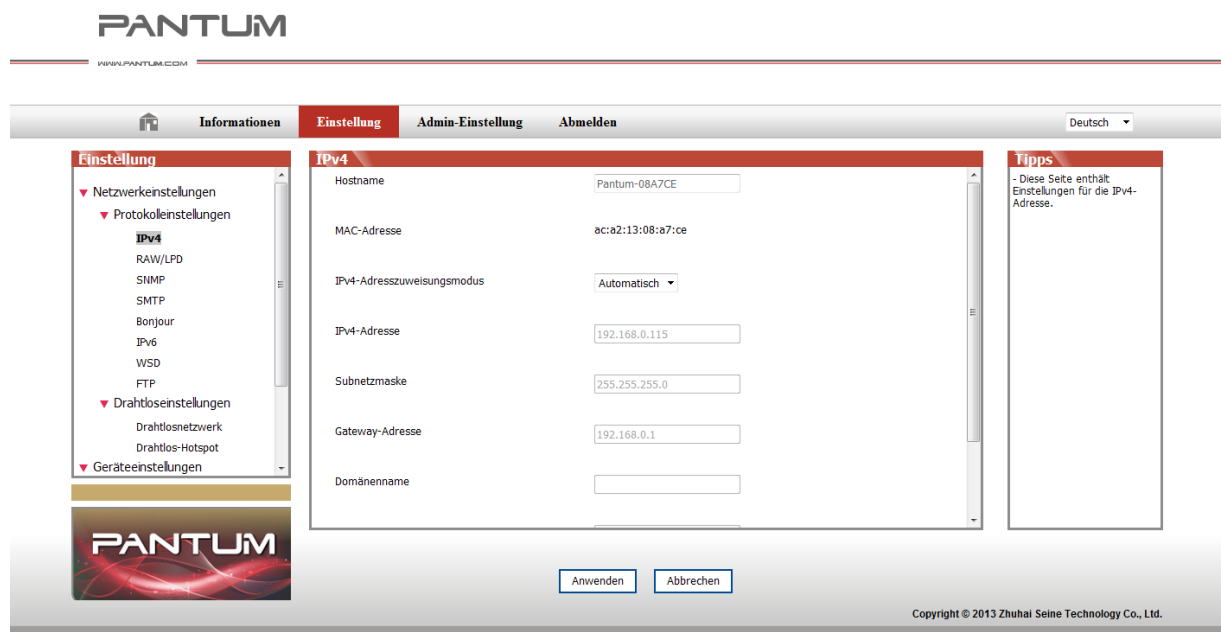 PANTUM
WWW.PANTUM.COM
Informationen
Einstellung
Admin-Einstellung
Abmelden
Deutsch
Einstellung
Netzwerkeinstellungen
Protokolleinstellungen
IPv4
RAW/LPD
SNMP
SMTP
Bonjour
IPv6
WSD
FTP
Drahtloseinstellungen
Drahtlosnetzwerk
Drahtlos-Hotspot
Geräteeinstellungen
PANTUM
IPv4
Hostname
Pantum-08A7CE
MAC-Adresse
ac:a2:13:08:a7:ce
IPv4-Adresszuweisungsmodus
Automatisch
IPv4-Adresse
192.168.0.115
Subnetzmaske
255.255.255.0
Gateway-Adresse
192.168.0.1
Domänenname
Tipps
- Diese Seite enthält
Einstellungen für die IPv4-
Adresse.
Anwenden
Abbrechen
Copyright © 2013 Zhuhai Seine Technology Co., Ltd.